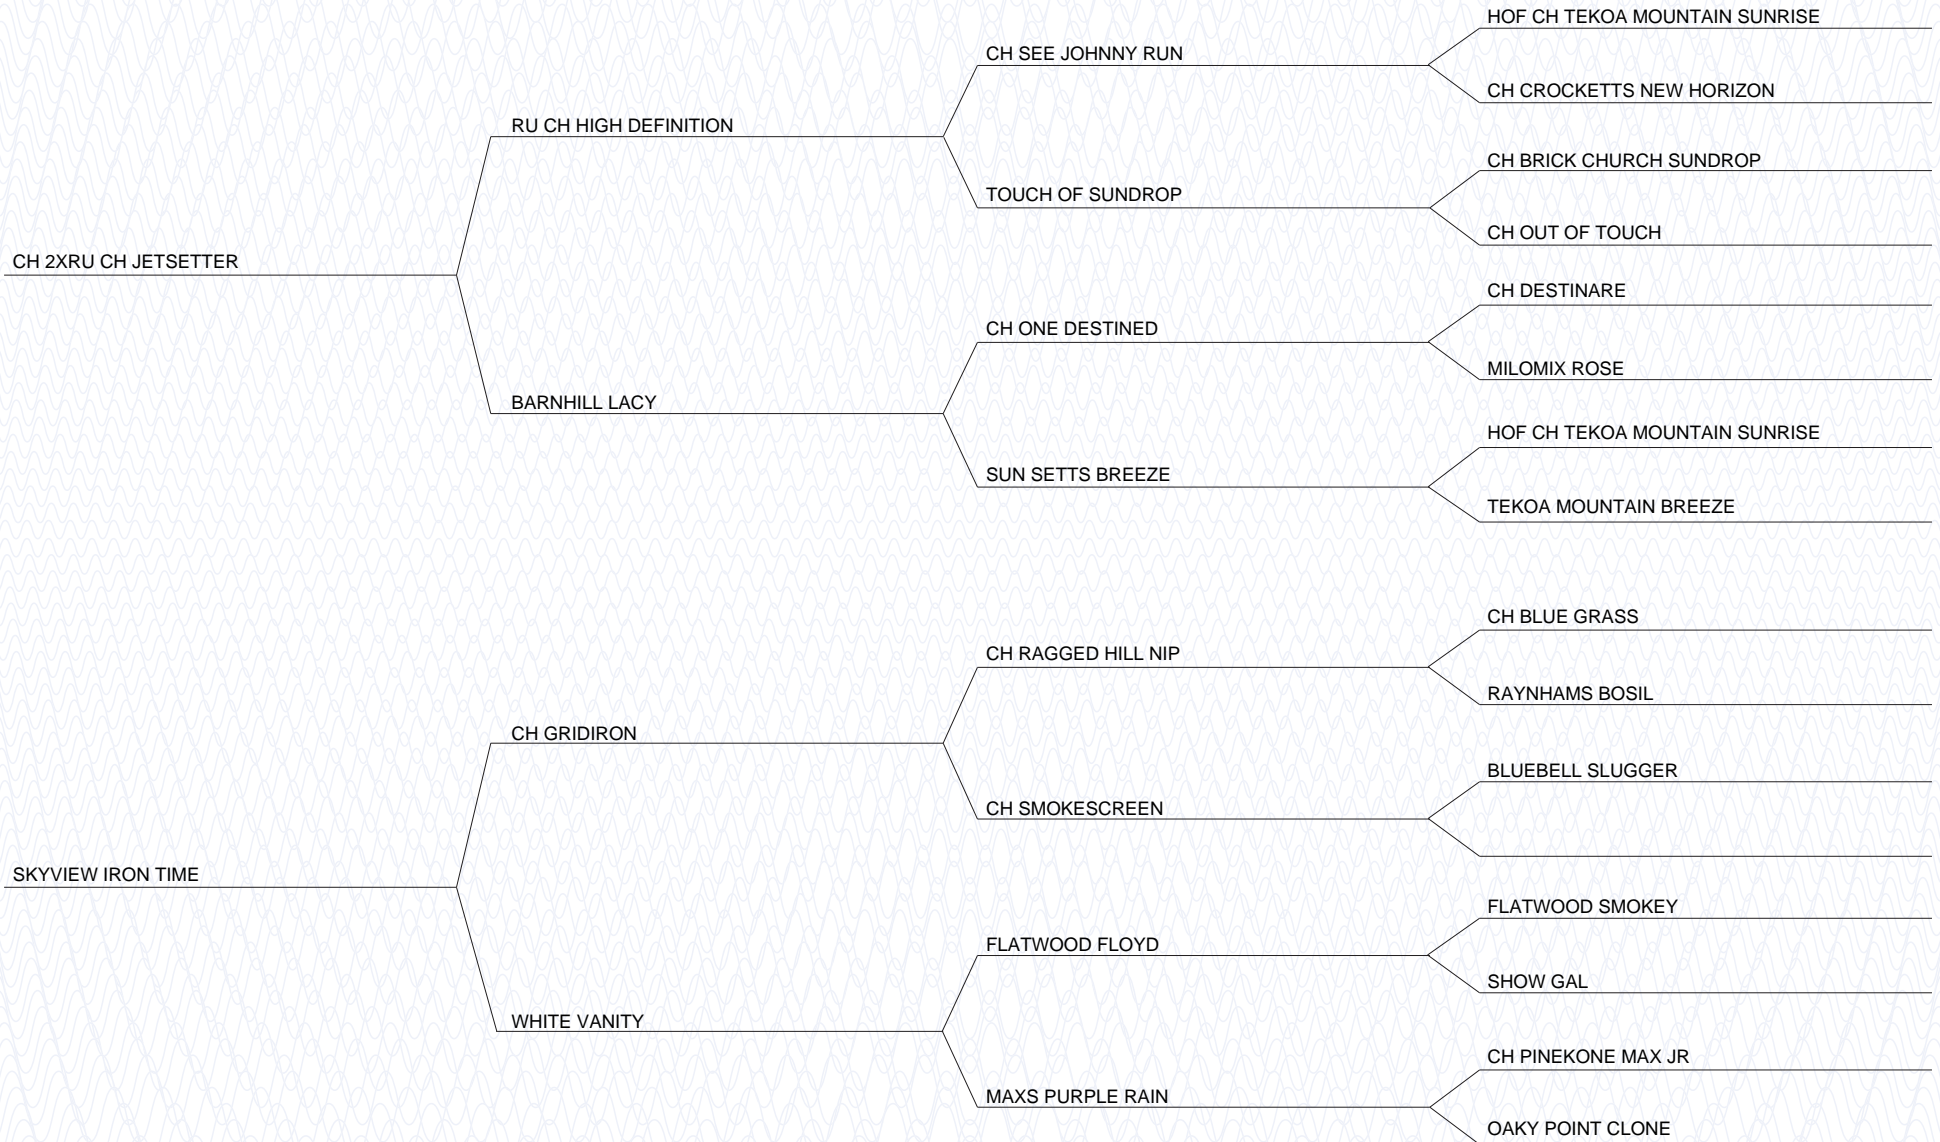 HOF CH TEKOA MOUNTAIN SUNRISE
CH SEE JOHNNY RUN
CH CROCKETTS NEW HORIZON
RU CH HIGH DEFINITION
CH BRICK CHURCH SUNDROP
TOUCH OF SUNDROP
CH OUT OF TOUCH
CH 2XRU CH JETSETTER
CH DESTINARE
CH ONE DESTINED
MILOMIX ROSE
BARNHILL LACY
HOF CH TEKOA MOUNTAIN SUNRISE
SUN SETTS BREEZE
TEKOA MOUNTAIN BREEZE
CH BLUE GRASS
CH RAGGED HILL NIP
RAYNHAMS BOSIL
CH GRIDIRON
BLUEBELL SLUGGER
CH SMOKESCREEN
SKYVIEW IRON TIME
FLATWOOD SMOKEY
FLATWOOD FLOYD
SHOW GAL
WHITE VANITY
CH PINEKONE MAX JR
MAXS PURPLE RAIN
OAKY POINT CLONE